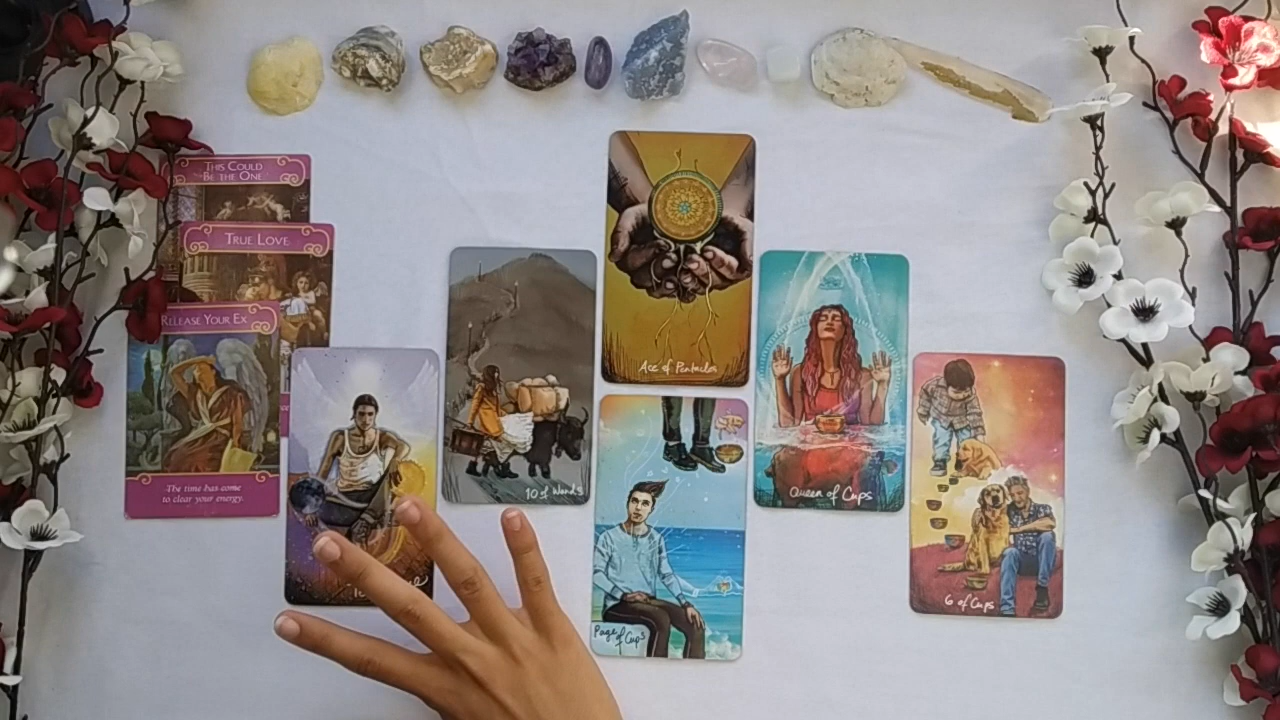 THIS COULD
BE THE ONE
TRUE LOVE
RELEASE YOUR EX
The time has come
to clear your energy.
10 of Wands
Ace of Pentacles
Page of Cups
Queen of Cups
6 of Cups